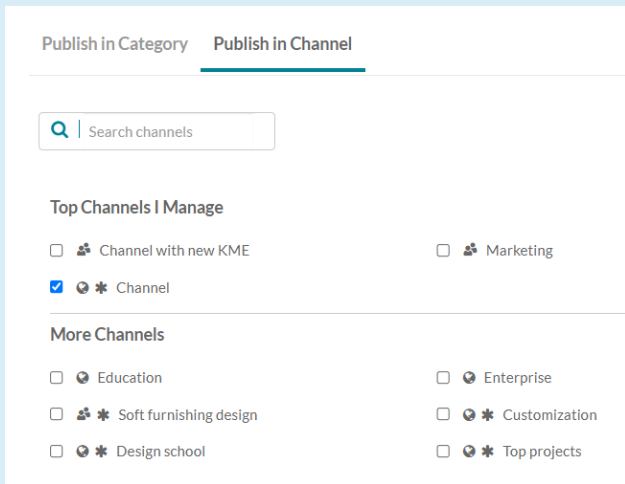 Publish in Category Publish in Channel
Search channels
Top Channels I Manage
Channel with new KME Marketing
Channel
More Channels
Education Enterprise
Soft furnishing design Customization
Design school Top projects